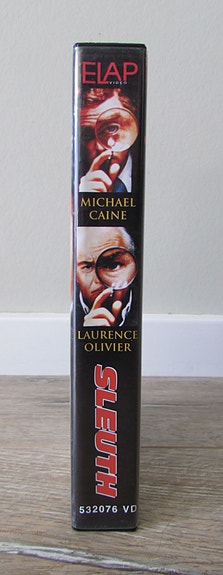 ELAP
VIDEO
MICHAEL
CAINE
LAURENCE
OLIVIER
SLEUTH
532076 VD